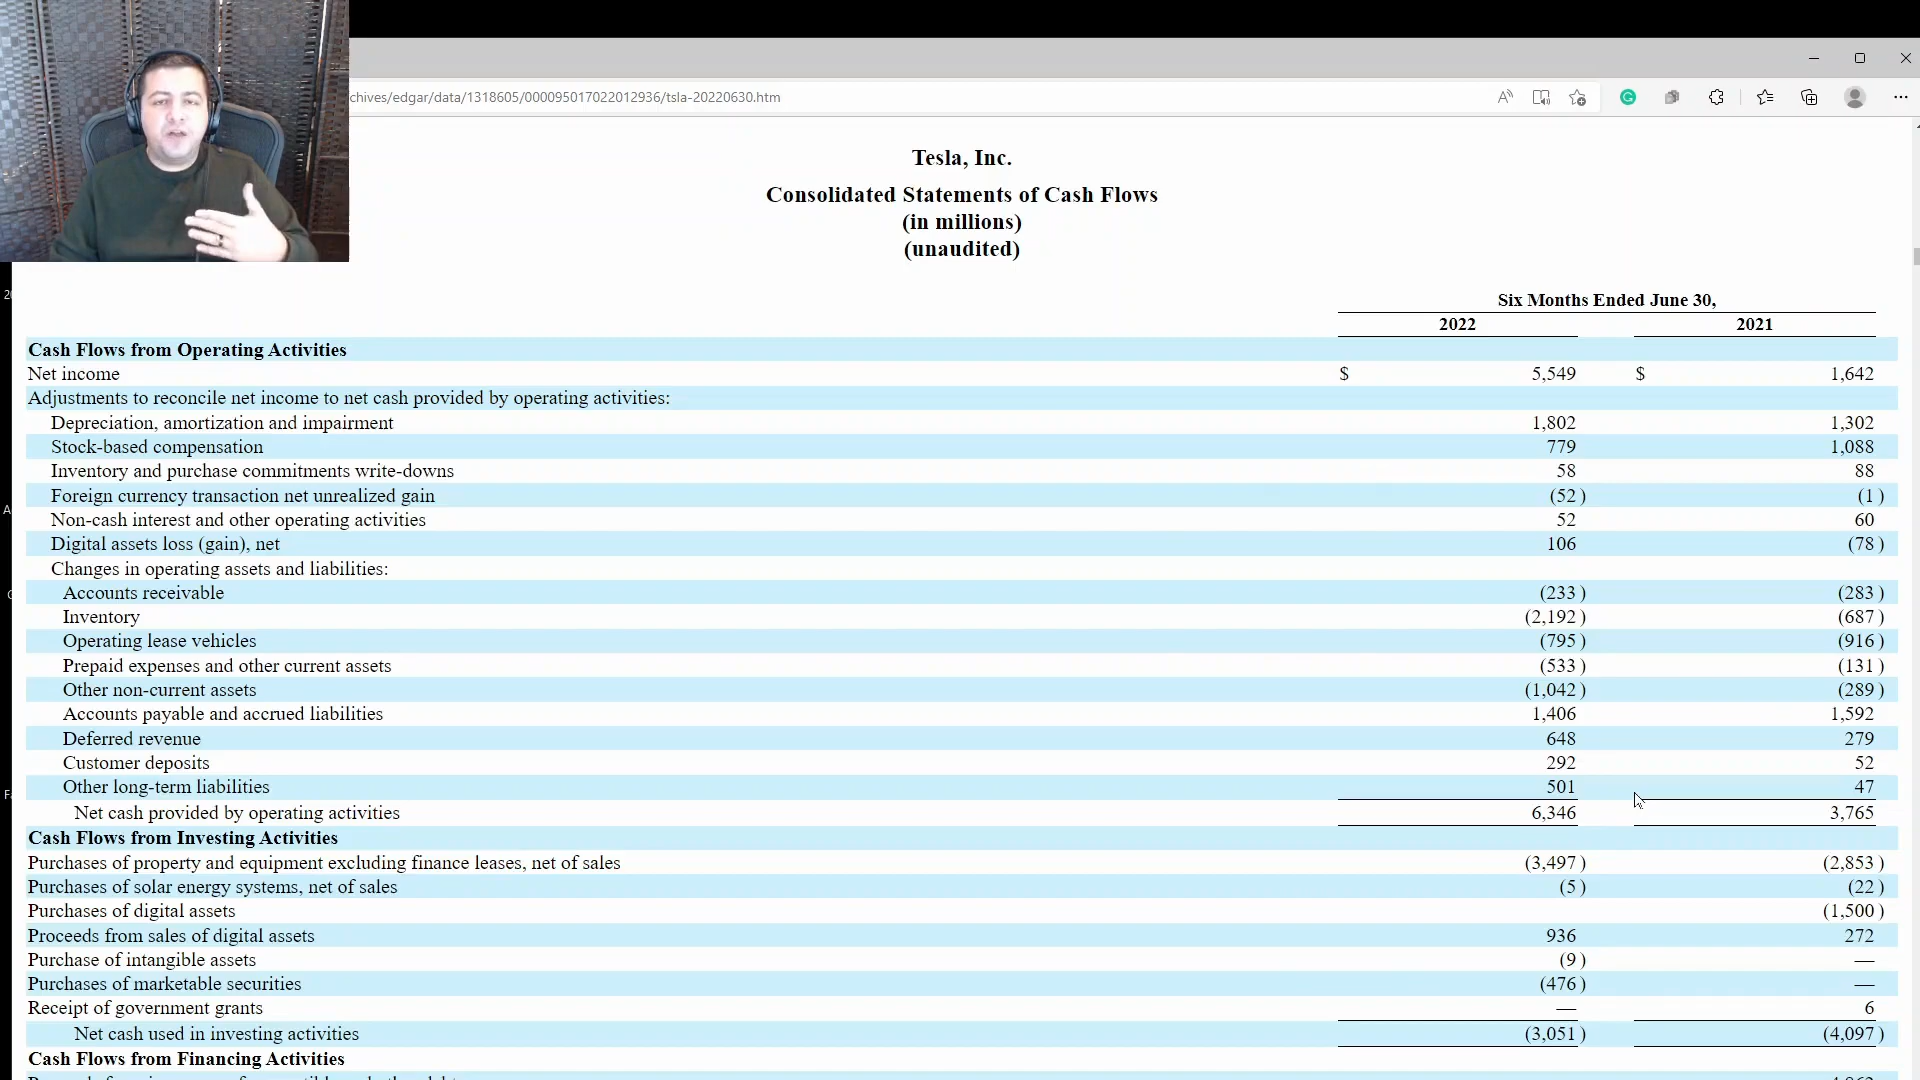 chives/edgar/data/1318605/000095017022012936/tsla-20220630.htm
Tesla, Inc.
Consolidated Statements of Cash Flows
(in millions)
(unaudited)
Six Months Ended June 30,
2022 2021
Cash Flows from Operating Activities
Net income $ 5,549 $ 1,642
Adjustments to reconcile net income to net cash provided by operating activities:
Depreciation, amortization and impairment 1,802 1,302
Stock-based compensation 779 1,088
Inventory and purchase commitments write-downs 58 88
Foreign currency transaction net unrealized gain (52 ) (1 )
Non-cash interest and other operating activities 52 60
Digital assets loss (gain), net 106 (78 )
Changes in operating assets and liabilities:
Accounts receivable (233 ) (283 )
Inventory (2,192 ) (687 )
Operating lease vehicles (795 ) (916 )
Prepaid expenses and other current assets (533 ) (131 )
Other non-current assets (1,042 ) (289 )
Accounts payable and accrued liabilities 1,406 1,592
Deferred revenue 648 279
Customer deposits 292 52
Other long-term liabilities 501 47
Net cash provided by operating activities 6,346 3,765
Cash Flows from Investing Activities
Purchases of property and equipment excluding finance leases, net of sales (3,497 ) (2,853 )
Purchases of solar energy systems, net of sales (5 ) (22 )
Purchases of digital assets (1,500 )
Proceeds from sales of digital assets 936 272
Purchase of intangible assets (9 ) —
Purchases of marketable securities (476 ) —
Receipt of government grants — 6
Net cash used in investing activities (3,051 ) (4,097 )
Cash Flows from Financing Activities